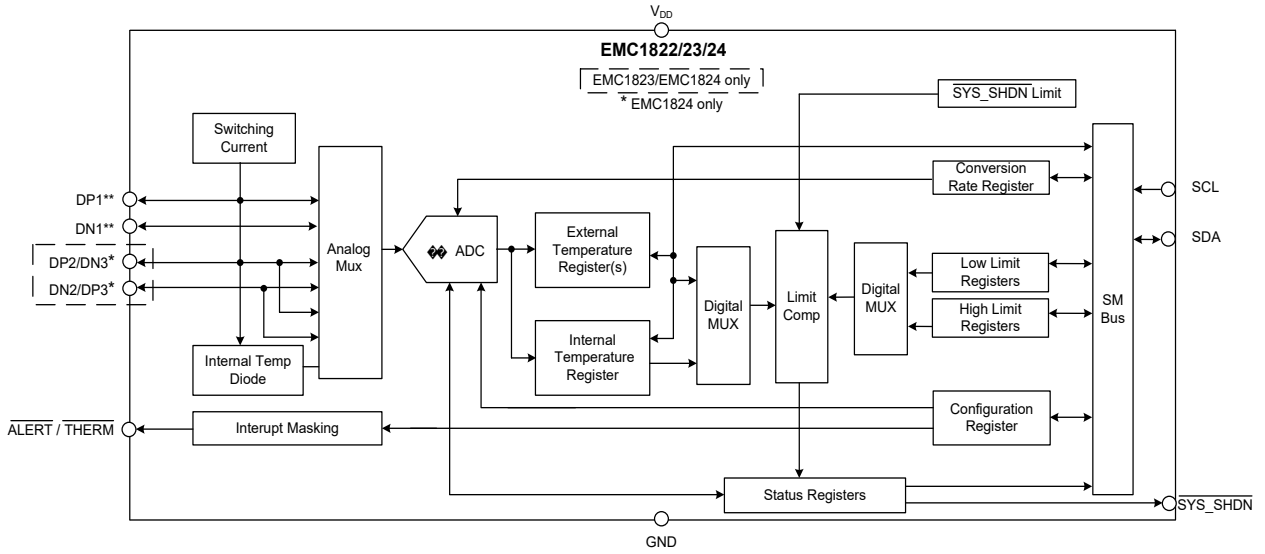 VDD
EMC1822/23/24
EMC1823/EMC1824 only
* EMC1824 only
SYS_SHDN Limit
Switching
Current
Conversion
Rate Register
SCL
DP1**
DN1**
DP2/DN3*
DN2/DP3*
Analog
Mux
�� ADC
External
Temperature
Register(s)
SDA
Low Limit
Registers
High Limit
Registers
SM
Bus
Digital
MUX
Limit
Comp
Digital
MUX
Internal Temp
Diode
Internal
Temperature
Register
Configuration
Register
ALERT / THERM
Interupt Masking
Status Registers
SYS_SHDN
GND